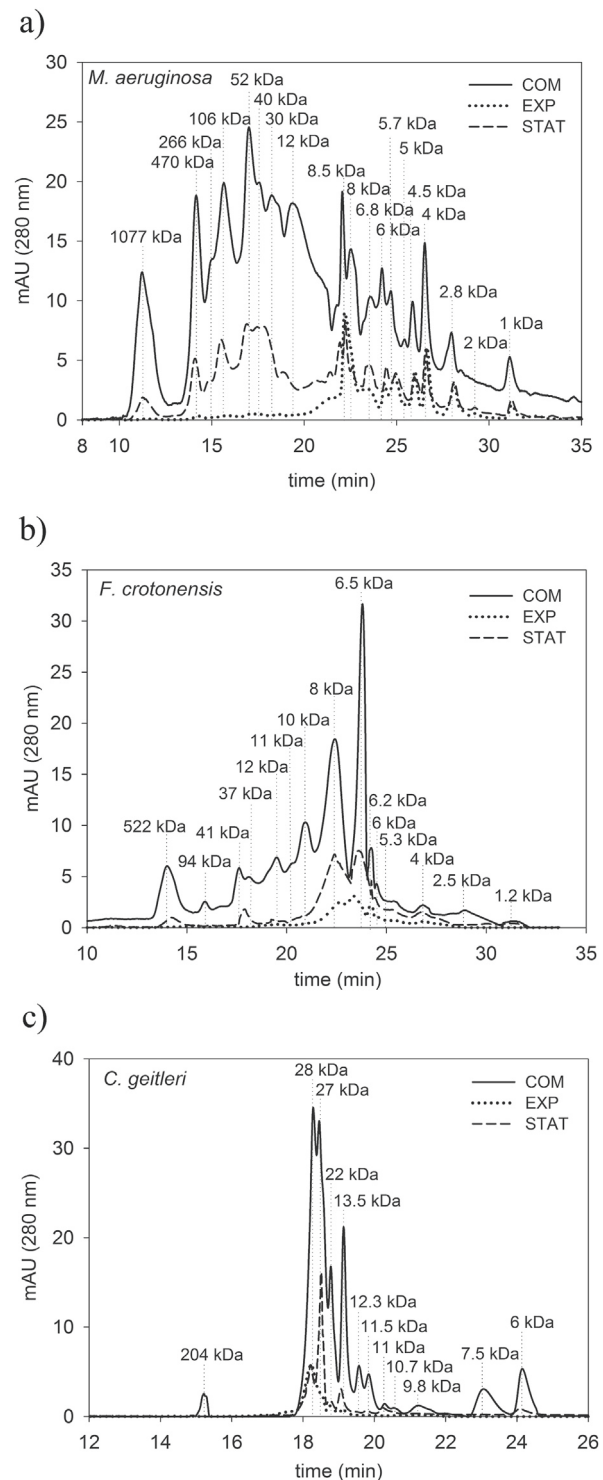 a)
30
M. aeruginosa
52 kDa
COM
40 kDa
EXP
25
106 kDa
30 kDa
5.7 kDa
STAT
266 kDa
12 kDa
5 kDa
470 kDa
8.5 kDa
20
8 kDa
4.5 kDa
6.8 kDa
4 kDa
6 kDa
1077 kDa
15
mAU (280 nm)
10
2.8 kDa
1 kDa
2 kDa
5
0
8 10 15 20 25 30 35
time (min)
b)
35
F. crotonensis
6.5 kDa
COM
EXP
30
STAT
25
8 kDa
10 kDa
20
11 kDa
12 kDa
mAU (280 nm)
15
37 kDa
6.2 kDa
6 kDa
522 kDa
41 kDa
5.3 kDa
10
94 kDa
4 kDa
2.5 kDa
1.2 kDa
5
0
10 15 20 25 30 35
time (min)
c)
40
28 kDa
C. geitleri
27 kDa
COM
EXP
STAT
30
22 kDa
13.5 kDa
mAU (280 nm)
20
12.3 kDa
11.5 kDa
11 kDa
6 kDa
10
204 kDa
10.7 kDa
7.5 kDa
9.8 kDa
0
12 14 16 18 20 22 24 26
time (min)